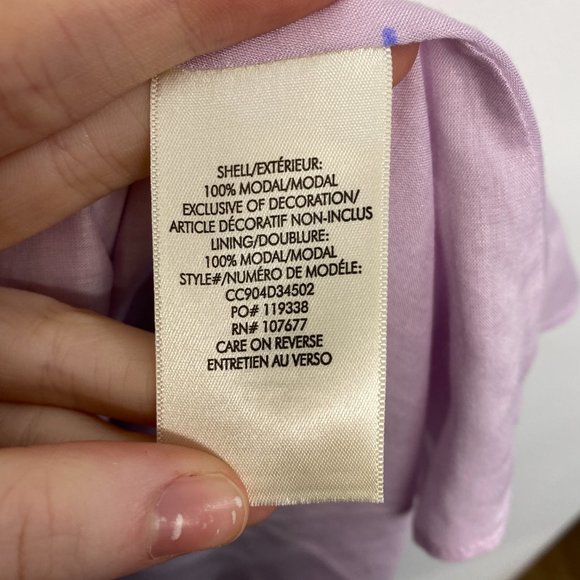 SHELL/EXTÉRIEUR:
100% MODAL/MODAL
EXCLUSIVE OF DECORATION/
ARTICLE DÉCORATIF NON-INCLUS
LINING/DOUBLURE:
100% MODAL/MODAL
STYLE#/NUMÉRO DE MODÉLE:
CC904D34502
PO# 119338
RN# 107677
CARE ON REVERSE
ENTRETIEN AU VERSO